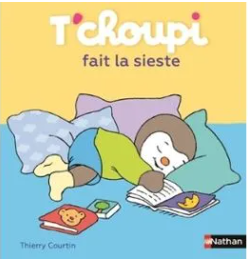 T'choupi
fait la sieste
Thierry Courtin
Nathan